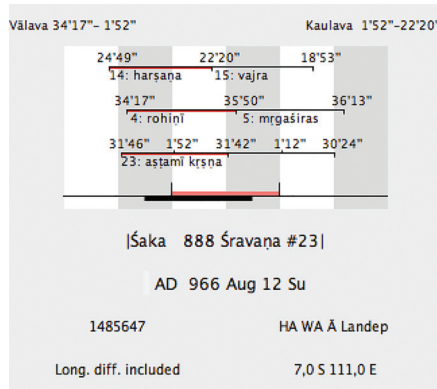 Vâlava 34'17"- 1'52" Kaulava 1'52"-22'20"
24'49" 22'20" 18'53"
14: harṣaṇa 15: vajra
34'17" 35'50" 36'13"
4: rohiṇī 5: mṛgaśiras
31'46" 1'52" 31'42" 1'12" 30'24"
23: aṣṭamī kṛṣṇa
|Śaka 888 Śravaṇa #23|
AD 966 Aug 12 Su
1485647 HA WA Ā Landep
Long. diff. included 7,0 S 111,0 E